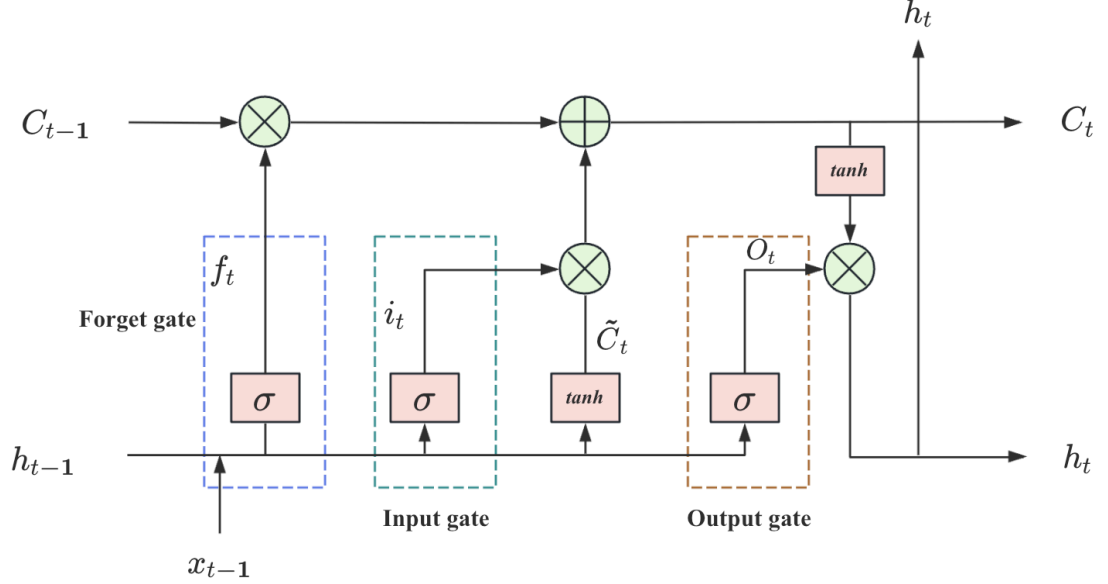 h_t
C_{t-1}
C_t
tanh
O_t
f_t
i_t
Forget gate
C̃_t
σ
σ
tanh
σ
h_{t-1}
h_t
Input gate
Output gate
x_{t-1}